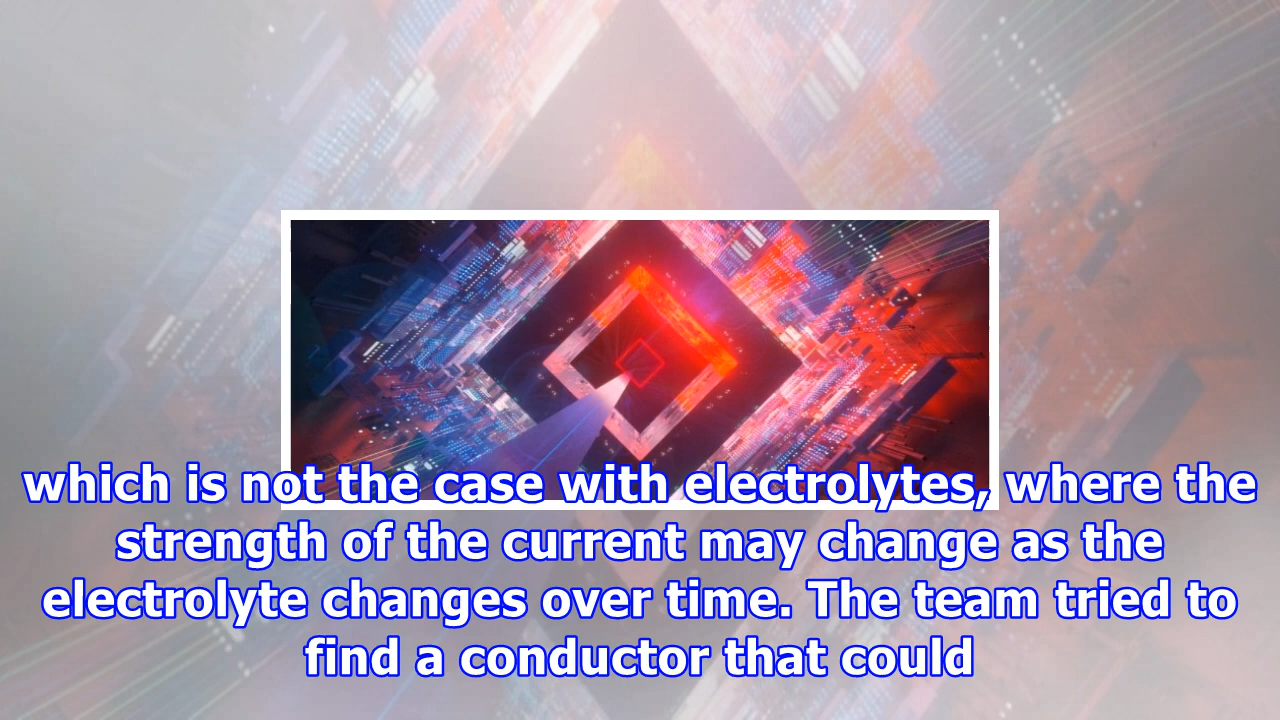 which is not the case with electrolytes, where the
strength of the current may change as the
electrolyte changes over time. The team tried to
find a conductor that could